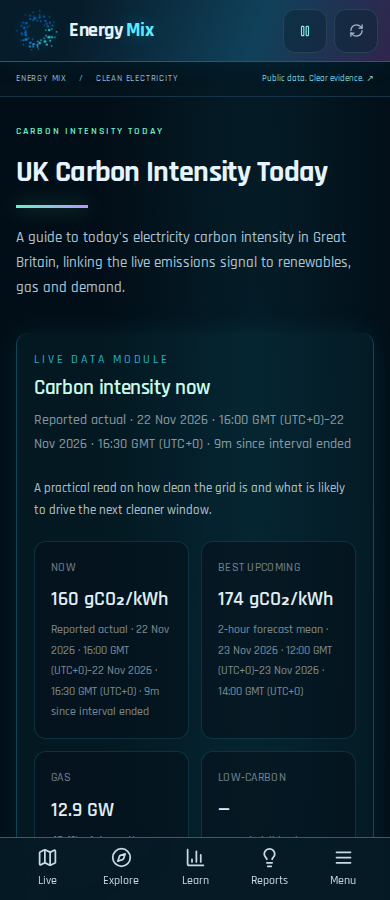 Energy Mix
ENERGY MIX / CLEAN ELECTRICITY
Public data. Clear evidence. ↗
CARBON INTENSITY TODAY
UK Carbon Intensity Today
A guide to today's electricity carbon intensity in Great
Britain, linking the live emissions signal to renewables,
gas and demand.
LIVE DATA MODULE
Carbon intensity now
Reported actual · 22 Nov 2026 · 16:00 GMT (UTC+0)–22
Nov 2026 · 16:30 GMT (UTC+0) · 9m since interval ended
A practical read on how clean the grid is and what is likely
to drive the next cleaner window.
NOW
160 gCO₂/kWh
Reported actual · 22 Nov
2026 · 16:00 GMT
(UTC+0)–22 Nov 2026 ·
16:30 GMT (UTC+0) · 9m
since interval ended
BEST UPCOMING
174 gCO₂/kWh
2-hour forecast mean ·
23 Nov 2026 · 12:00 GMT
(UTC+0)–23 Nov 2026 ·
14:00 GMT (UTC+0)
GAS
12.9 GW
LOW-CARBON
—
Live
Explore
Learn
Reports
Menu